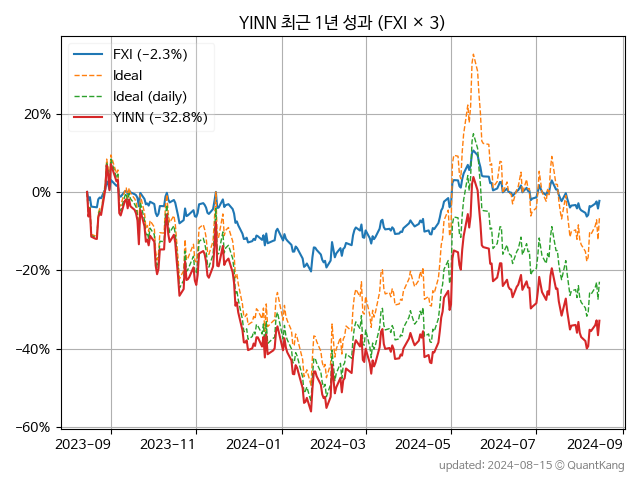 YINN 최근 1년 성과 (FXI × 3)
FXI (−2.3%)
Ideal
Ideal (daily)
YINN (−32.8%)
20%
0%
−20%
−40%
−60%
2023-09
2023-11
2024-01
2024-03
2024-05
2024-07
2024-09
updated: 2024-08-15 © QuantKang